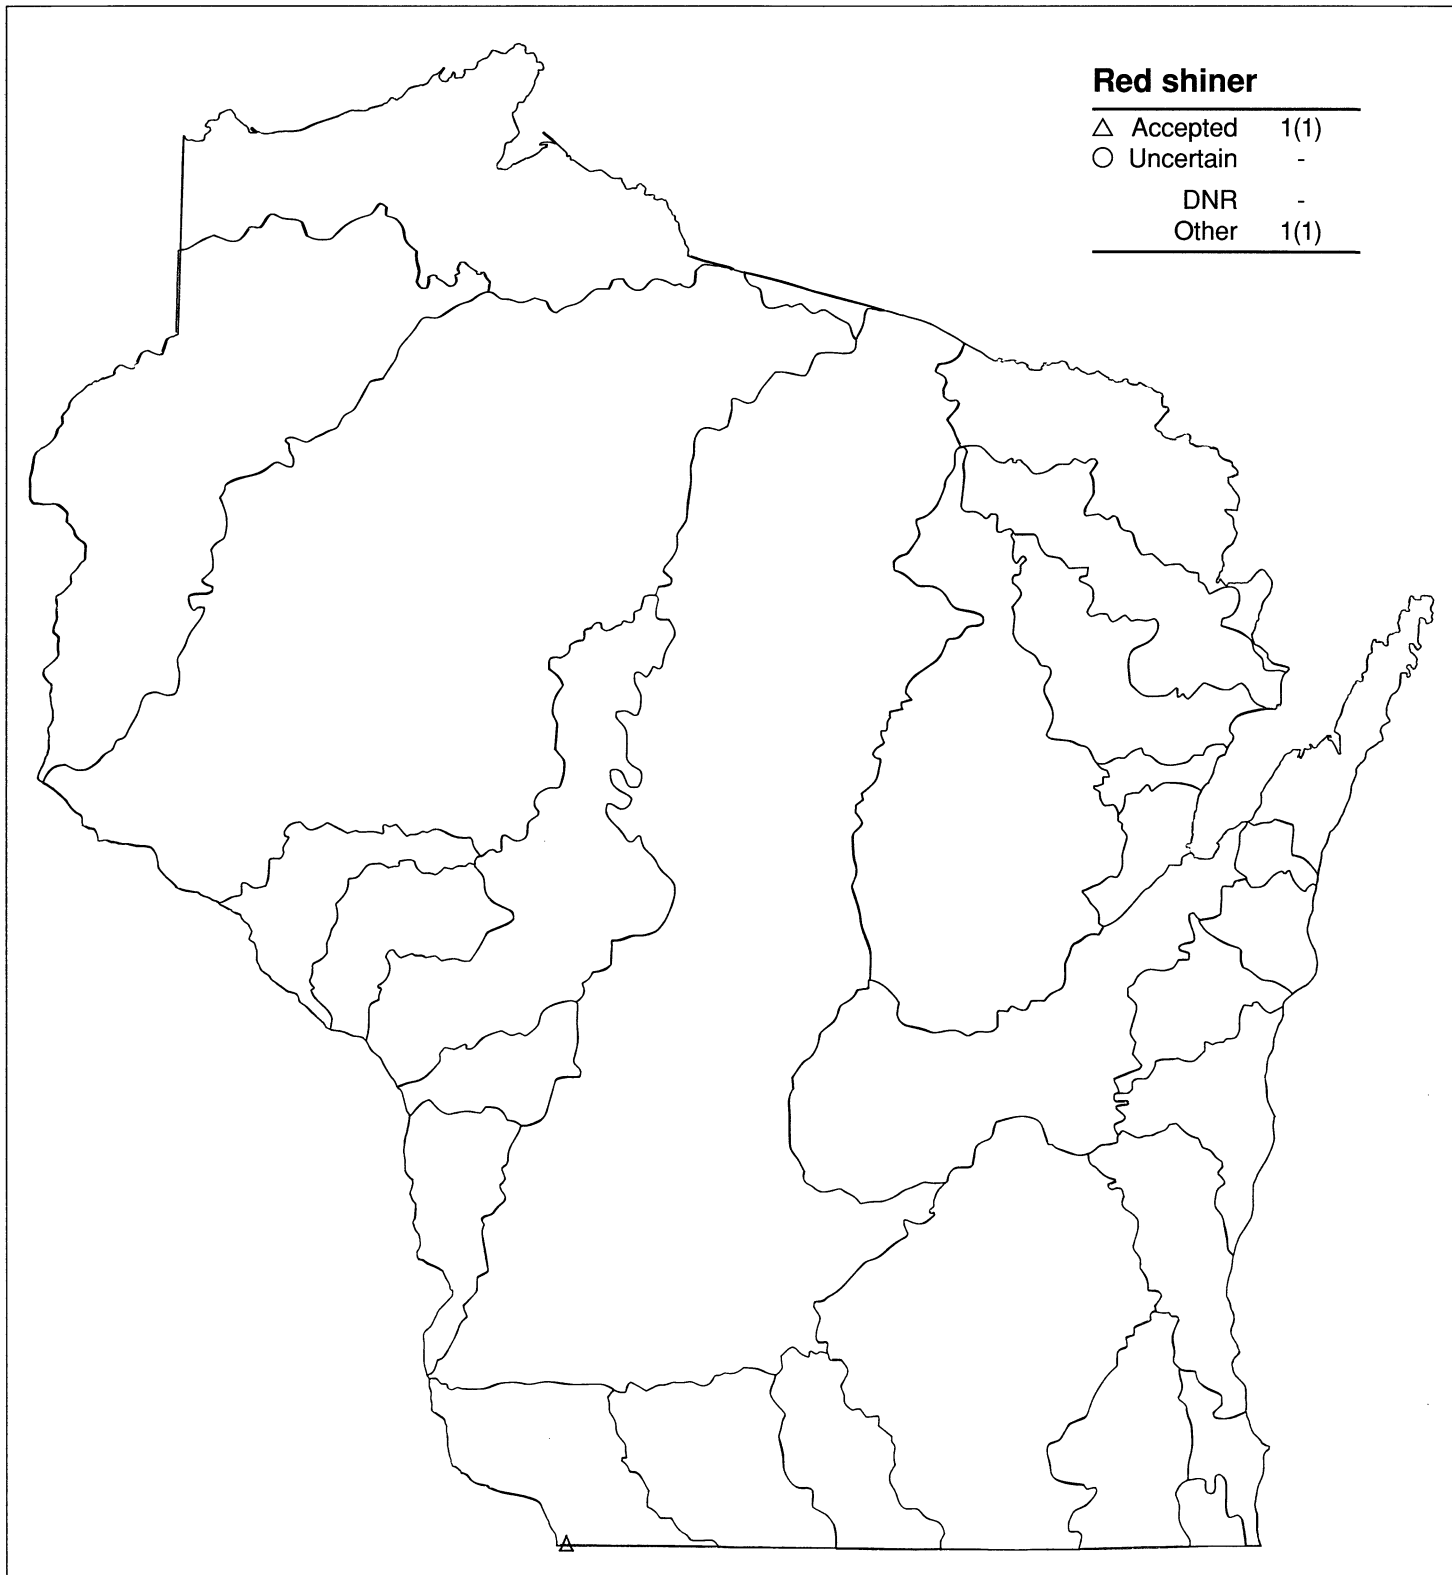 Red shiner
△ Accepted 1(1)
○ Uncertain -
DNR -
Other 1(1)